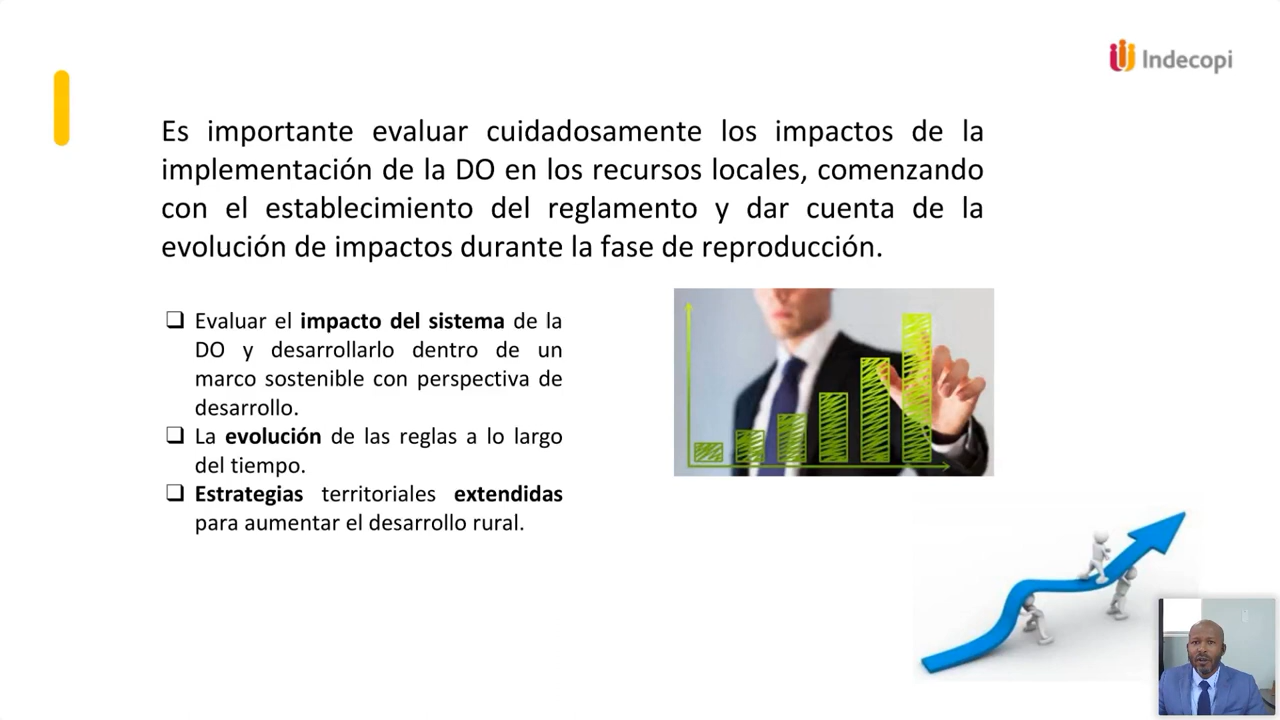 Indecopi
Es importante evaluar cuidadosamente los impactos de la
implementación de la DO en los recursos locales, comenzando
con el establecimiento del reglamento y dar cuenta de la
evolución de impactos durante la fase de reproducción.
❑ Evaluar el impacto del sistema de la
DO y desarrollarlo dentro de un
marco sostenible con perspectiva de
desarrollo.
❑ La evolución de las reglas a lo largo
del tiempo.
❑ Estrategias territoriales extendidas
para aumentar el desarrollo rural.